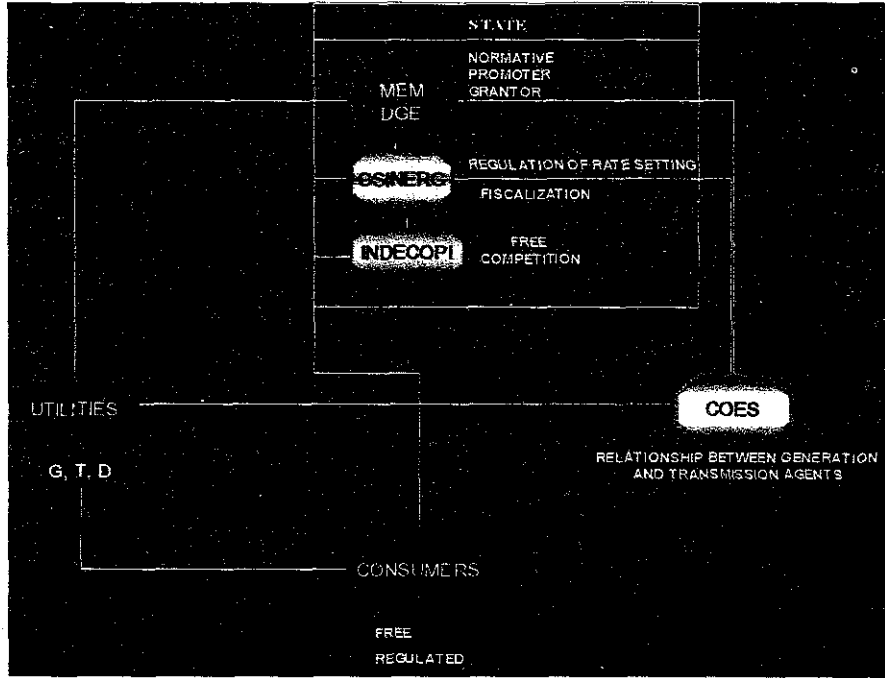 STATE
NORMATIVE
PROMOTER
GRANTOR
MEM
DGE
REGULATION OF RATE SETTING
OSINERG
FISCALIZATION
INDECOPI
FREE
COMPETITION
UTILITIES
COES
G, T, D
RELATIONSHIP BETWEEN GENERATION
AND TRANSMISSION AGENTS
CONSUMERS
FREE
REGULATED